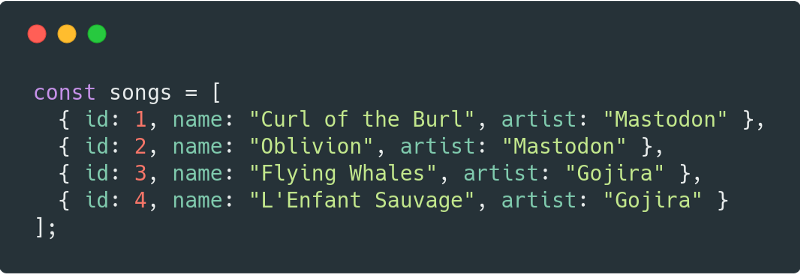 const songs = [
  { id: 1, name: "Curl of the Burl", artist: "Mastodon" },
  { id: 2, name: "Oblivion", artist: "Mastodon" },
  { id: 3, name: "Flying Whales", artist: "Gojira" },
  { id: 4, name: "L'Enfant Sauvage", artist: "Gojira" }
];